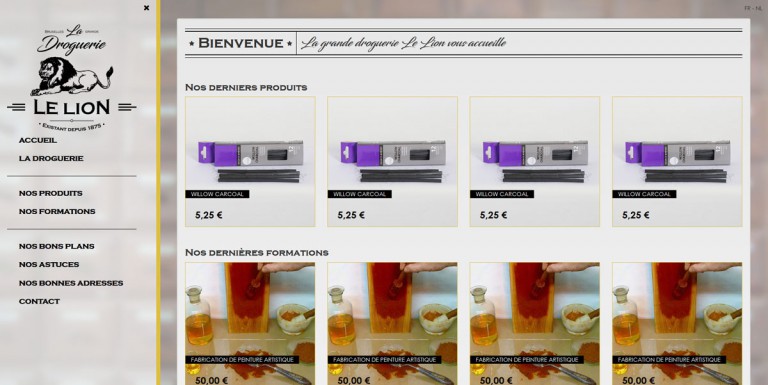 FR - NL
BRUXELLES La GRANDE
Droguerie
LE LION
• EXISTANT DEPUIS 1875 •
ACCUEIL
LA DROGUERIE
NOS PRODUITS
NOS FORMATIONS
NOS BONS PLANS
NOS ASTUCES
NOS BONNES ADRESSES
CONTACT
★ BIENVENUE ★ La grande droguerie Le Lion vous accueille
NOS DERNIERS PRODUITS
WILLOW CARCOAL WILLOW CARCOAL WILLOW CARCOAL WILLOW CARCOAL
5,25 € 5,25 € 5,25 € 5,25 €
NOS DERNIÈRES FORMATIONS
FABRICATION DE PEINTURE ARTISTIQUE FABRICATION DE PEINTURE ARTISTIQUE FABRICATION DE PEINTURE ARTISTIQUE FABRICATION DE PEINTURE ARTISTIQUE
50,00 € 50,00 € 50,00 € 50,00 €